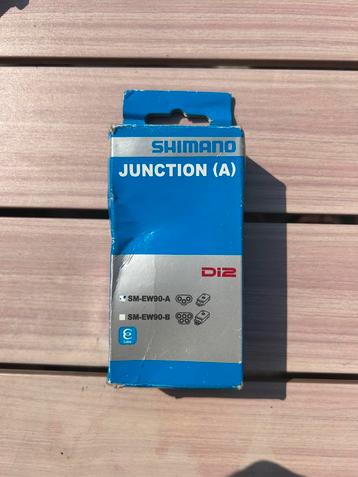 SHIMANO
JUNCTION (A)
Di2
SM-EW90-A
SM-EW90-B